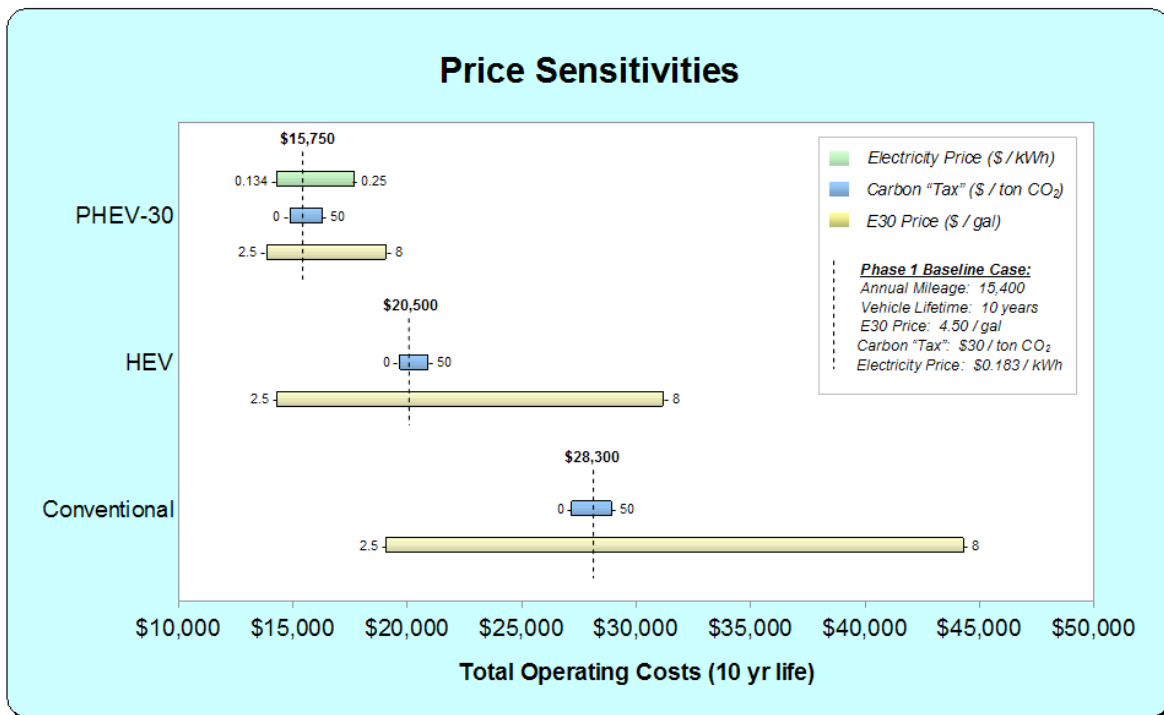 Price Sensitivities
$15,750
0.134
0.25
PHEV-30
0
50
2.5
8
$20,500
HEV
0
50
2.5
8
$28,300
Conventional
0
50
2.5
8
Electricity Price ($ / kWh)
Carbon “Tax” ($ / ton CO₂)
E30 Price ($ / gal)
Phase 1 Baseline Case:
Annual Mileage: 15,400
Vehicle Lifetime: 10 years
E30 Price: 4.50 / gal
Carbon “Tax”: $30 / ton CO₂
Electricity Price: $0.183 / kWh
$10,000 $15,000 $20,000 $25,000 $30,000 $35,000 $40,000 $45,000 $50,000
Total Operating Costs (10 yr life)